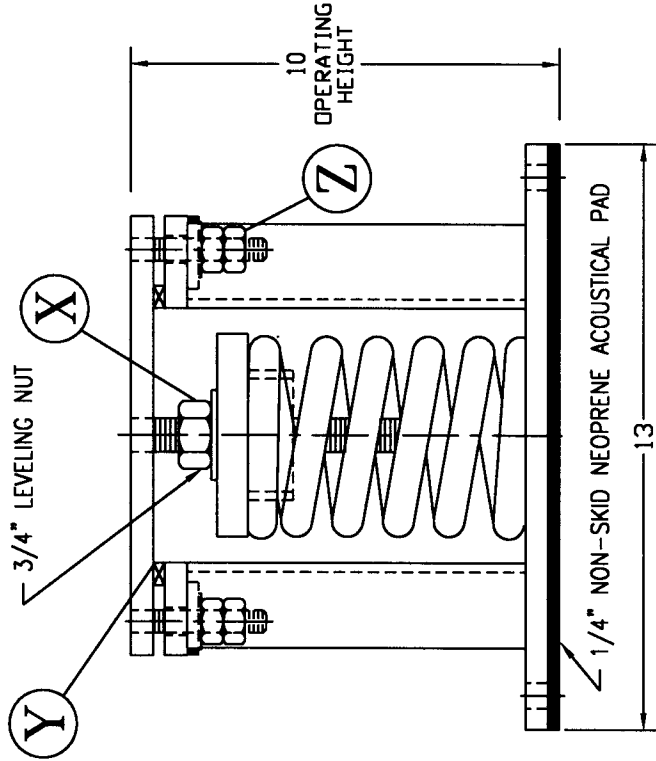 Y
X
Z
3/4" LEVELING NUT
10
OPERATING
HEIGHT
1/4" NON-SKID NEOPRENE ACOUSTICAL PAD
13